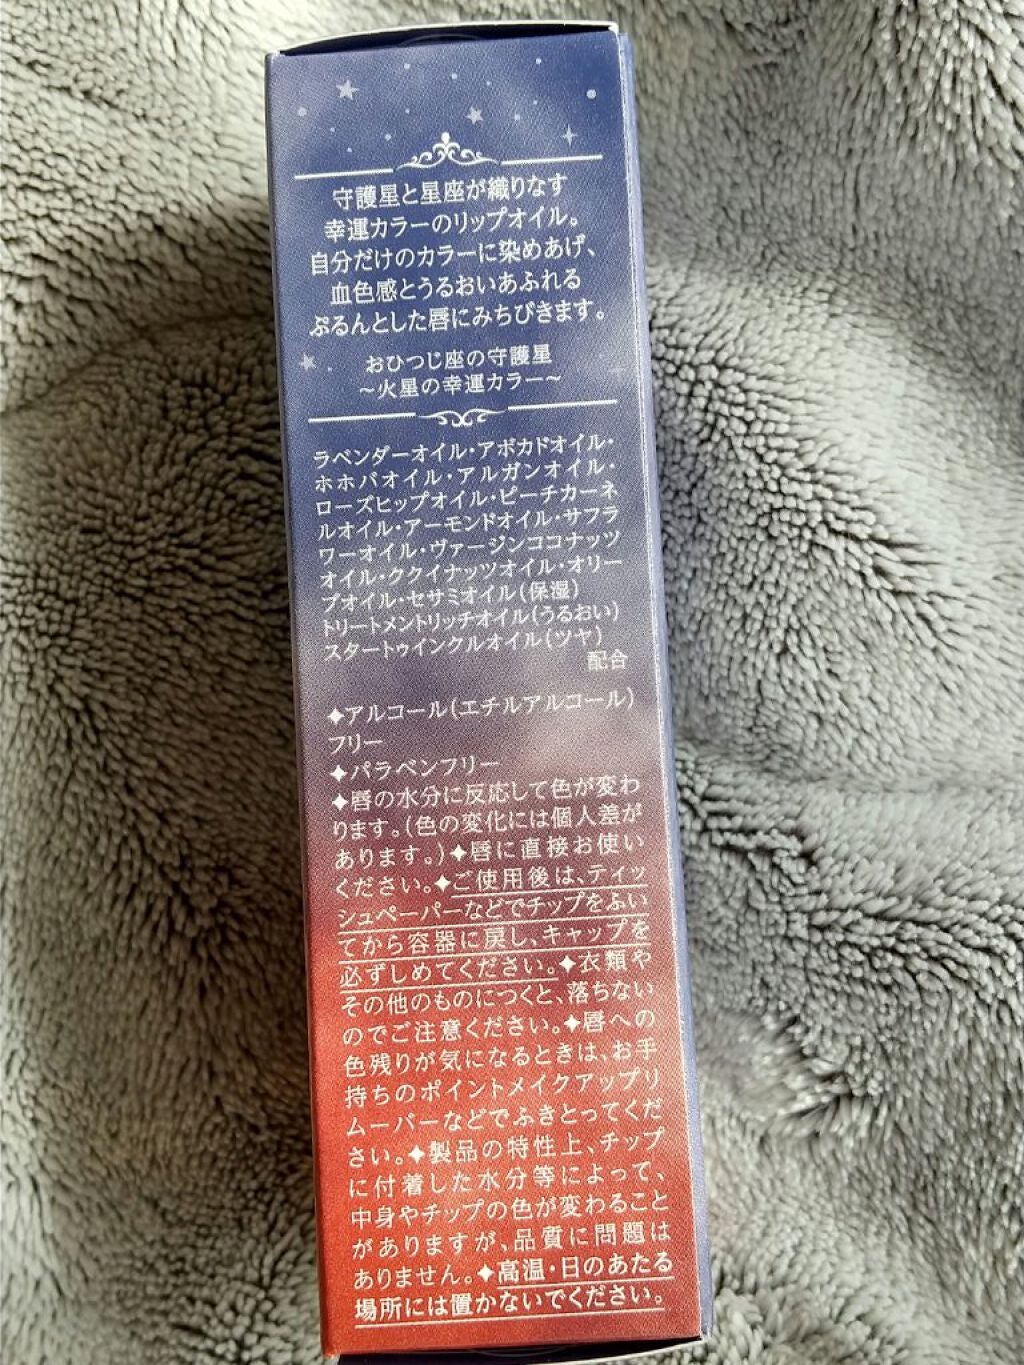 守護星と星座が織りなす
幸運カラーのリップオイル。
自分だけのカラーに染めあげ、
血色感とうるおいあふれる
ぷるんとした唇にみちびきます。
おひつじ座の守護星
~火星の幸運カラー~
ラベンダーオイル・アボカドオイル・
ホホバオイル・アルガンオイル・
ローズヒップオイル・ピーチカーネ
ルオイル・アーモンドオイル・サフラ
ワーオイル・ヴァージンココナッツ
オイル・ククイナッツオイル・オリー
ブオイル・セサミオイル(保湿)
トリートメントリッチオイル(うるおい)
スタートゥインクルオイル(ツヤ)
配合
✦アルコール(エチルアルコール)
フリー
✦パラベンフリー
✦唇の水分に反応して色が変わ
ります。(色の変化には個人差が
あります。)✦唇に直接お使い
ください。✦ご使用後は、ティッ
シュペーパーなどでチップをふい
てから容器に戻し、キャップを
必ずしめてください。✦衣類や
その他のものにつくと、落ちない
のでご注意ください。✦唇への
色残りが気になるときは、お手
持ちのポイントメイクアップリ
ムーバーなどでふきとってくだ
さい。✦製品の特性上、チップ
に付着した水分等によって、
中身やチップの色が変わること
がありますが、品質に問題は
ありません。✦高温・日のあたる
場所には置かないでください。